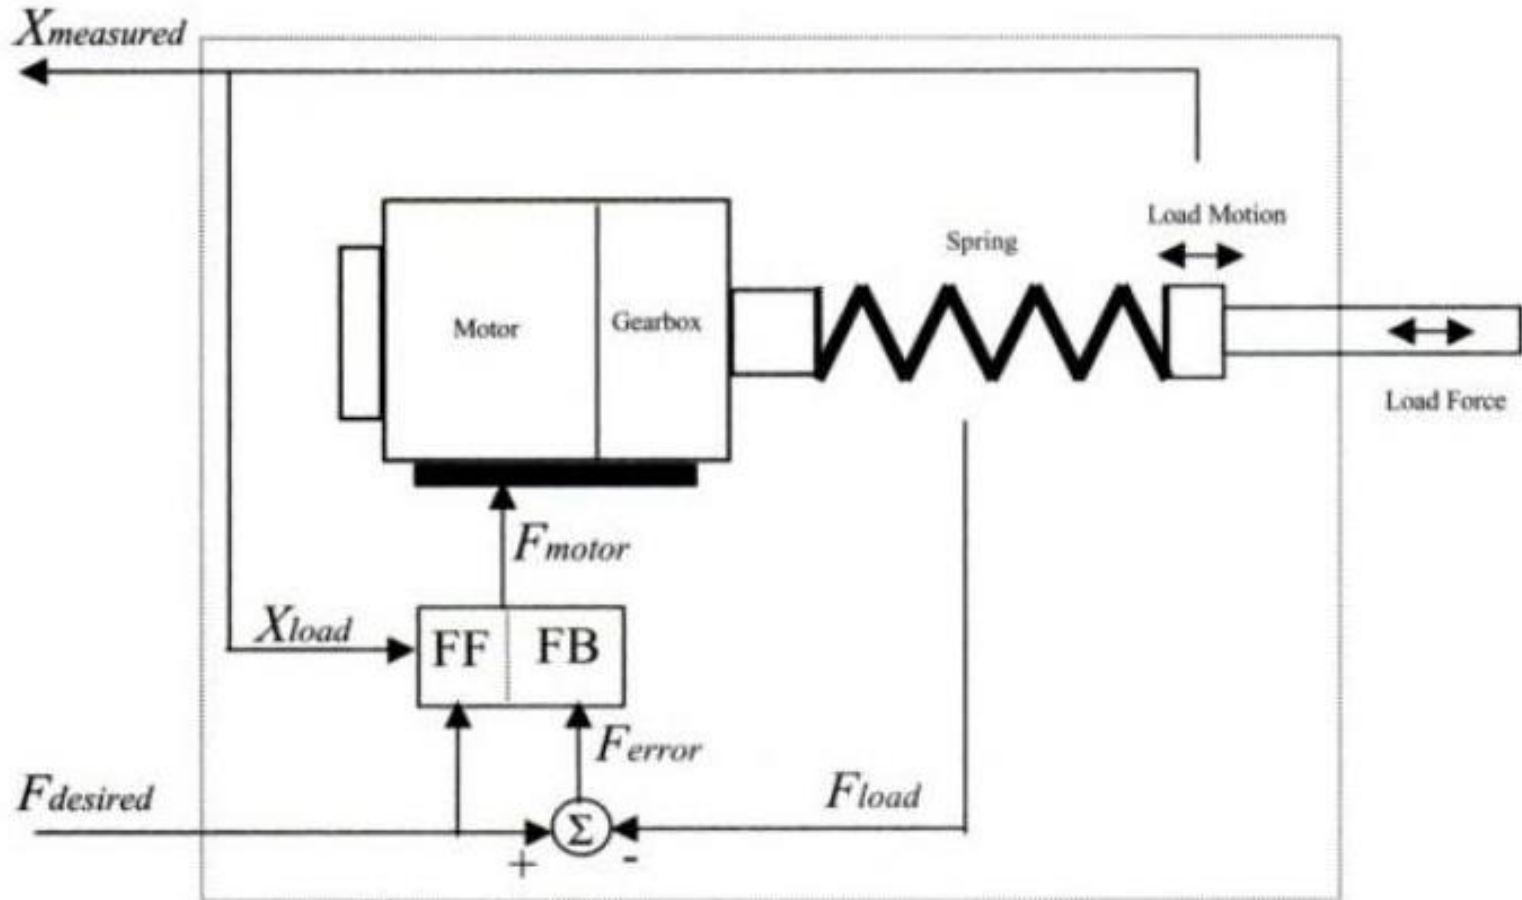 Xmeasured
Load Motion
Spring
Motor
Gearbox
Load Force
Fmotor
Xload
FF
FB
Ferror
Fdesired
Fload
Σ
+
-